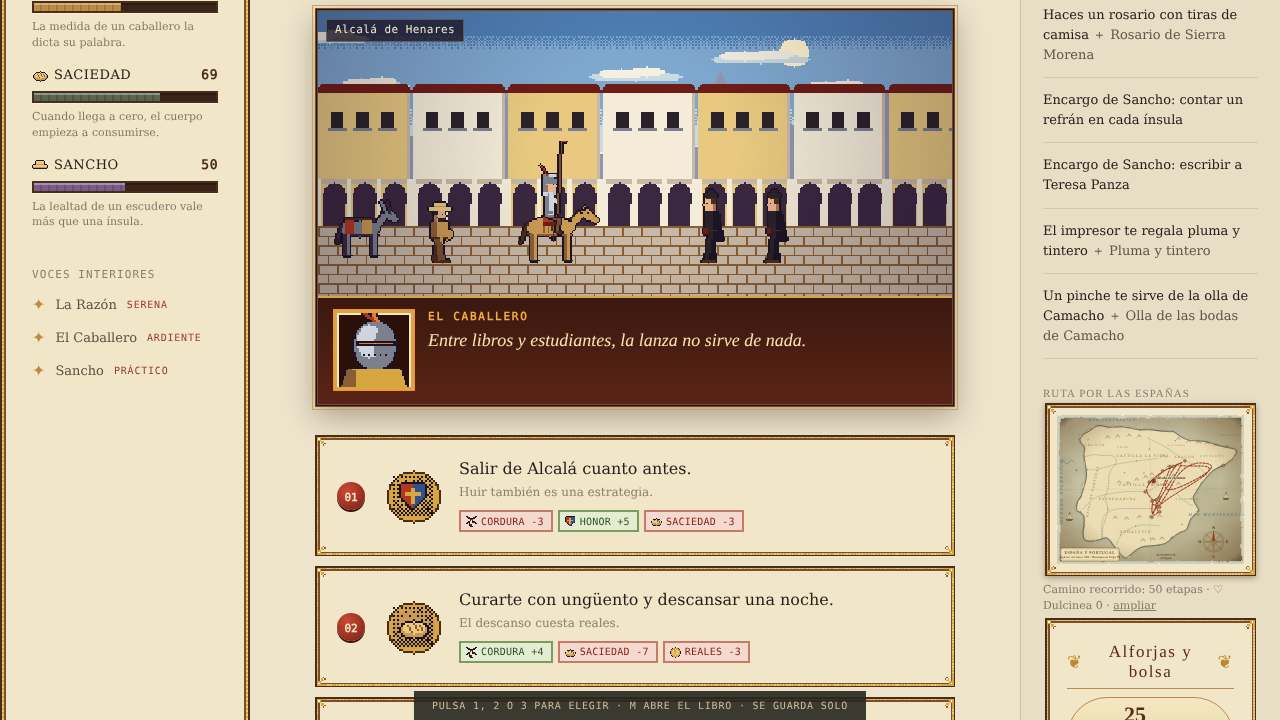 La medida de un caballero la
dicta su palabra.
SACIEDAD 69
Cuando llega a cero, el cuerpo
empieza a consumirse.
SANCHO 50
La lealtad de un escudero vale
más que una ínsula.
VOCES INTERIORES
La Razón SERENA
El Caballero ARDIENTE
Sancho PRÁCTICO
Alcalá de Henares
EL CABALLERO
Entre libros y estudiantes, la lanza no sirve de nada.
01
Salir de Alcalá cuanto antes.
Huir también es una estrategia.
CORDURA -3 HONOR +5 SACIEDAD -3
02
Curarte con ungüento y descansar una noche.
El descanso cuesta reales.
CORDURA +4 SACIEDAD -7 REALES -3
PULSA 1, 2 O 3 PARA ELEGIR · M ABRE EL LIBRO · SE GUARDA SOLO
Haces un rosario con tiras de
camisa + Rosario de Sierra
Morena
Encargo de Sancho: contar un
refrán en cada ínsula
Encargo de Sancho: escribir a
Teresa Panza
El impresor te regala pluma y
tintero + Pluma y tintero
Un pinche te sirve de la olla de
Camacho + Olla de las bodas
de Camacho
RUTA POR LAS ESPAÑAS
ESPAÑA Y PORTUGAL
Camino recorrido: 50 etapas · ♡
Dulcinea 0 · ampliar
Alforjas y
bolsa
25